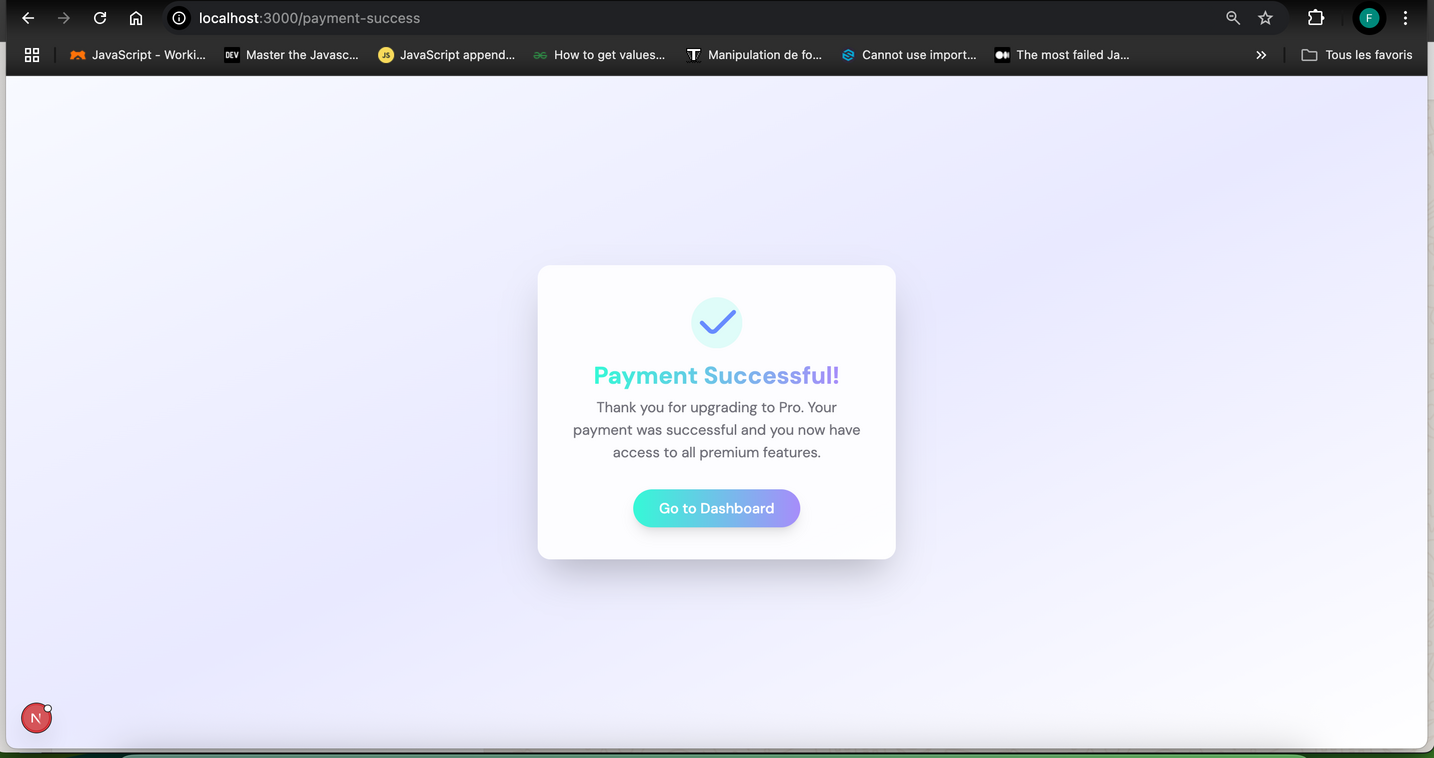 localhost:3000/payment-success
F
JavaScript - Worki...
DEV
Master the Javasc...
JS
JavaScript append...
How to get values...
T
Manipulation de fo...
Cannot use import...
The most failed Ja...
»
Tous les favoris
Payment Successful!
Thank you for upgrading to Pro. Your
payment was successful and you now have
access to all premium features.
Go to Dashboard
N